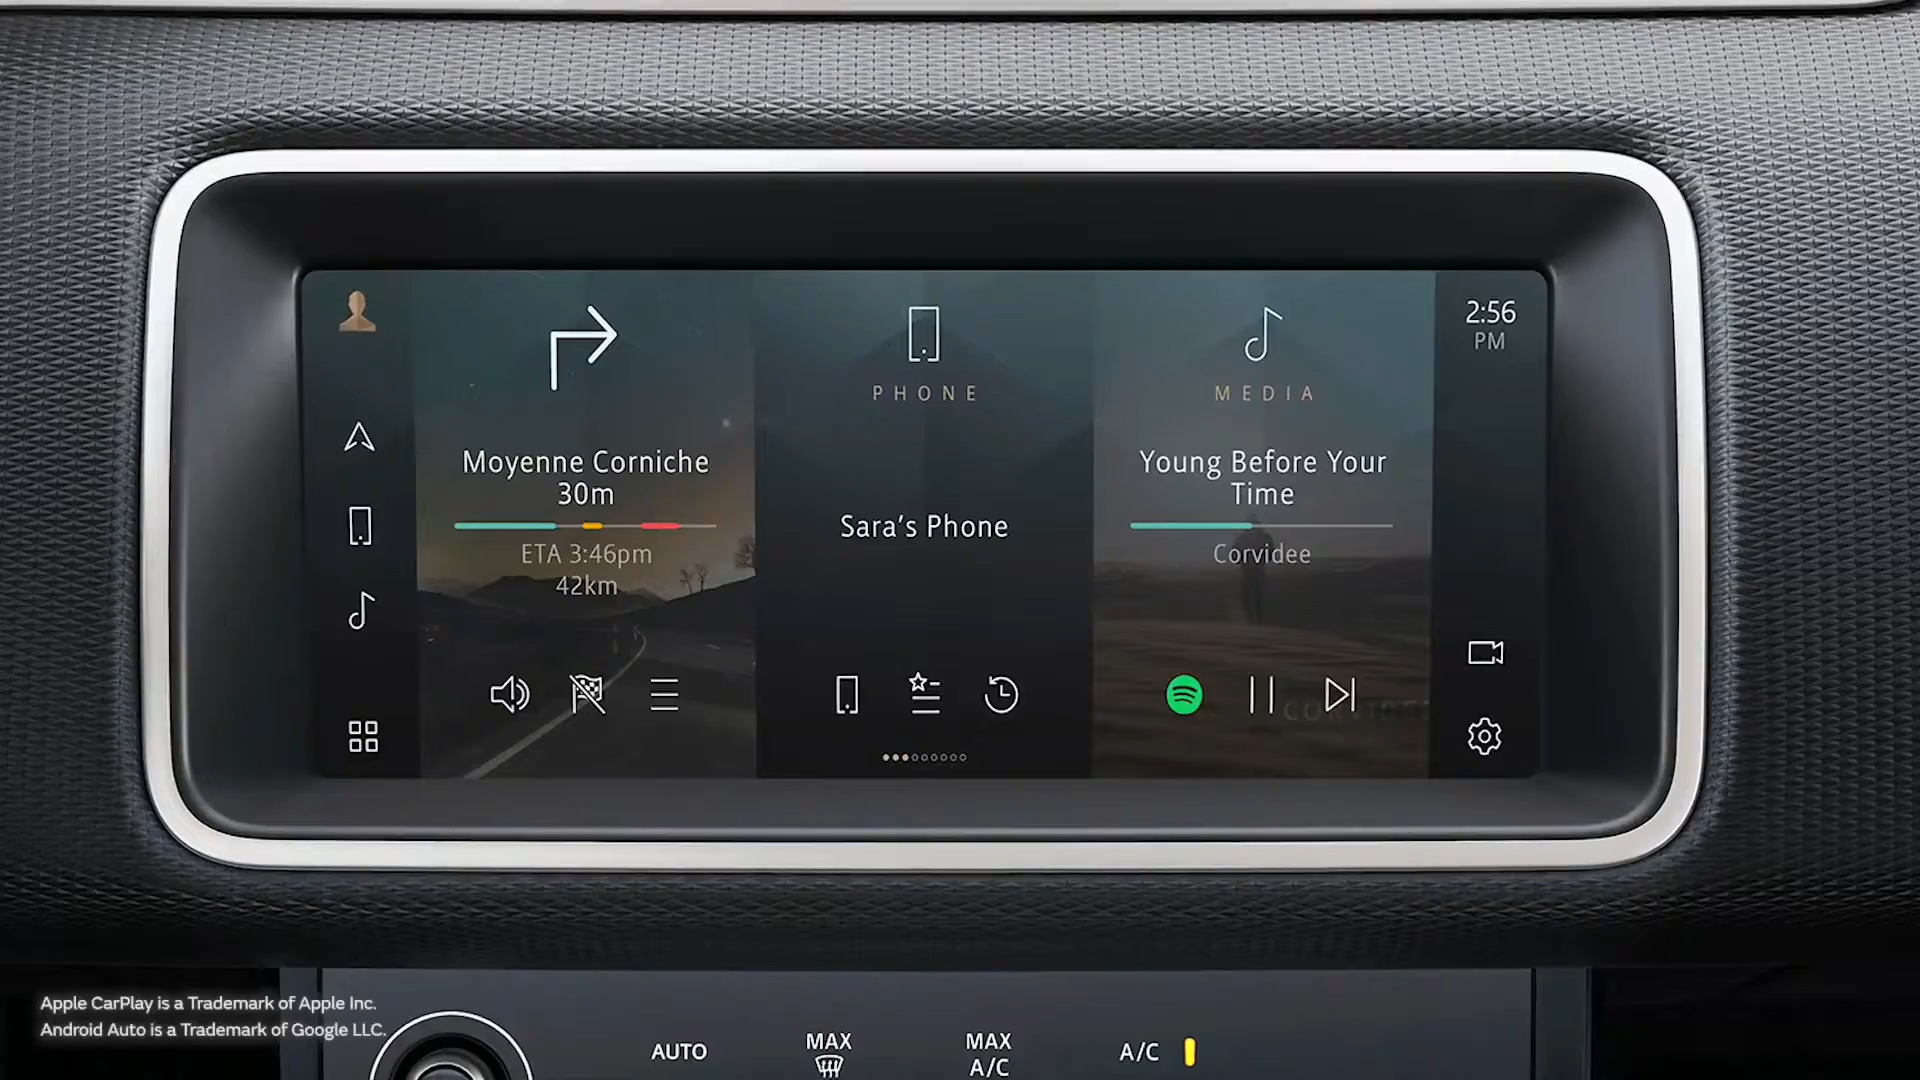 2:56
PM
PHONE
MEDIA
Moyenne Corniche
30m
ETA 3:46pm
42km
Sara's Phone
Young Before Your
Time
Corvidee
CORVIDEE
Apple CarPlay is a Trademark of Apple Inc.
Android Auto is a Trademark of Google LLC.
AUTO
MAX
MAX
A/C
A/C